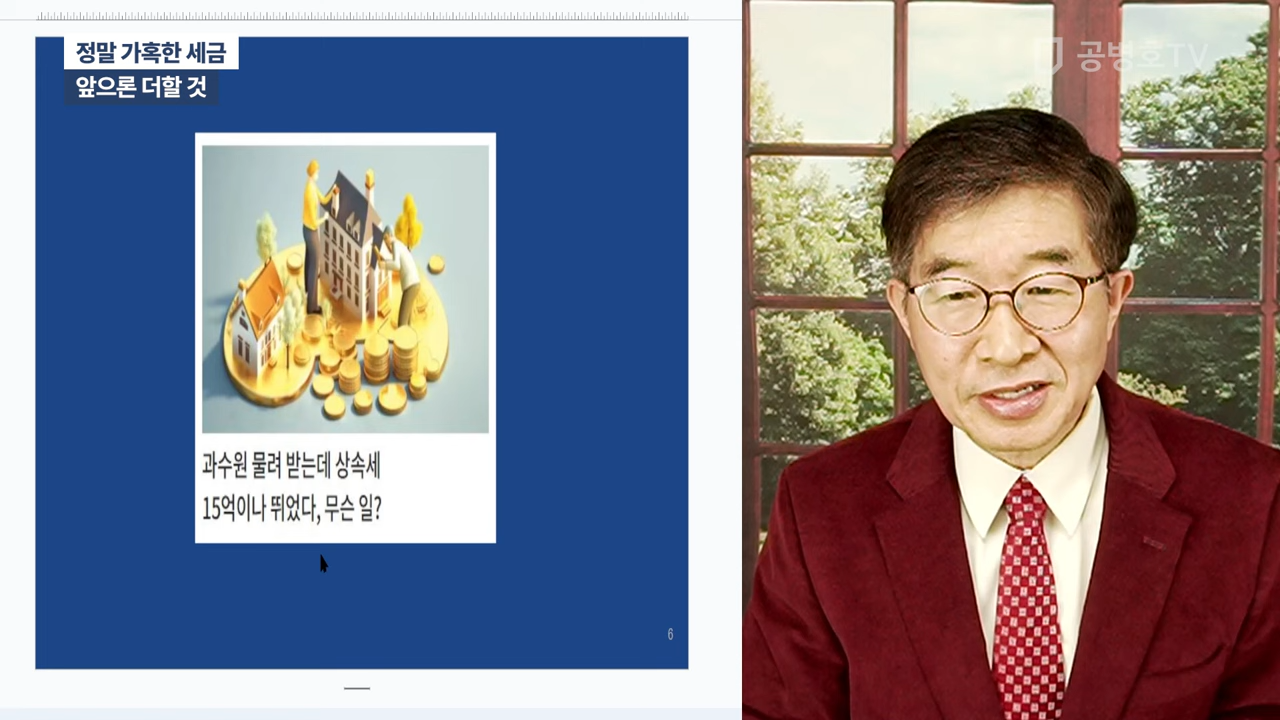 정말 가혹한 세금
앞으론 더할 것
공병호TV
과수원 물려 받는데 상속세
15억이나 뛰었다, 무슨 일?
6